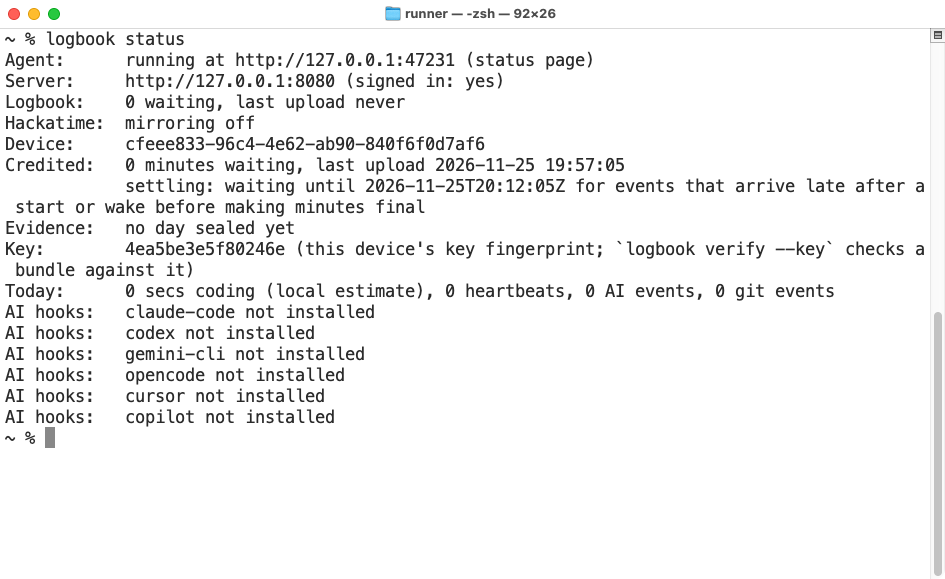 runner — -zsh — 92×26
~ % logbook status
Agent:      running at http://127.0.0.1:47231 (status page)
Server:     http://127.0.0.1:8080 (signed in: yes)
Logbook:    0 waiting, last upload never
Hackatime:  mirroring off
Device:     cfeee833-96c4-4e62-ab90-840f6f0d7af6
Credited:   0 minutes waiting, last upload 2026-11-25 19:57:05
            settling: waiting until 2026-11-25T20:12:05Z for events that arrive late after a
 start or wake before making minutes final
Evidence:   no day sealed yet
Key:        4ea5be3e5f80246e (this device's key fingerprint; `logbook verify --key` checks a
 bundle against it)
Today:      0 secs coding (local estimate), 0 heartbeats, 0 AI events, 0 git events
AI hooks:   claude-code not installed
AI hooks:   codex not installed
AI hooks:   gemini-cli not installed
AI hooks:   opencode not installed
AI hooks:   cursor not installed
AI hooks:   copilot not installed
~ %